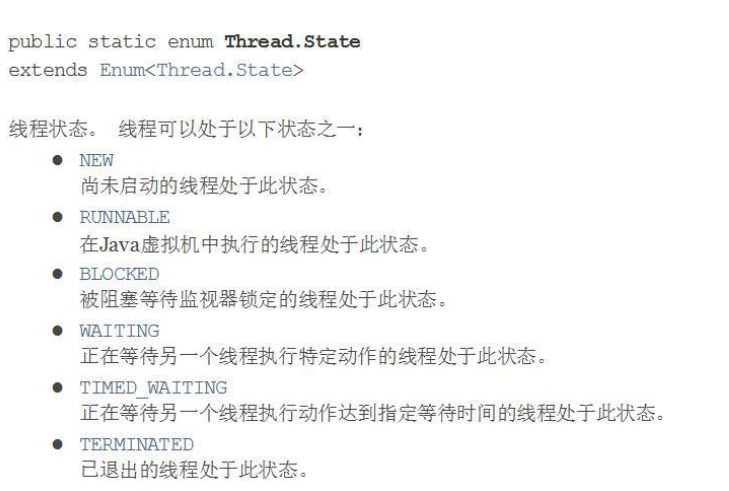 public static enum Thread.State
extends Enum<Thread.State>
线程状态。 线程可以处于以下状态之一：
● NEW
尚未启动的线程处于此状态。
● RUNNABLE
在Java虚拟机中执行的线程处于此状态。
● BLOCKED
被阻塞等待监视器锁定的线程处于此状态。
● WAITING
正在等待另一个线程执行特定动作的线程处于此状态。
● TIMED_WAITING
正在等待另一个线程执行动作达到指定等待时间的线程处于此状态。
● TERMINATED
已退出的线程处于此状态。